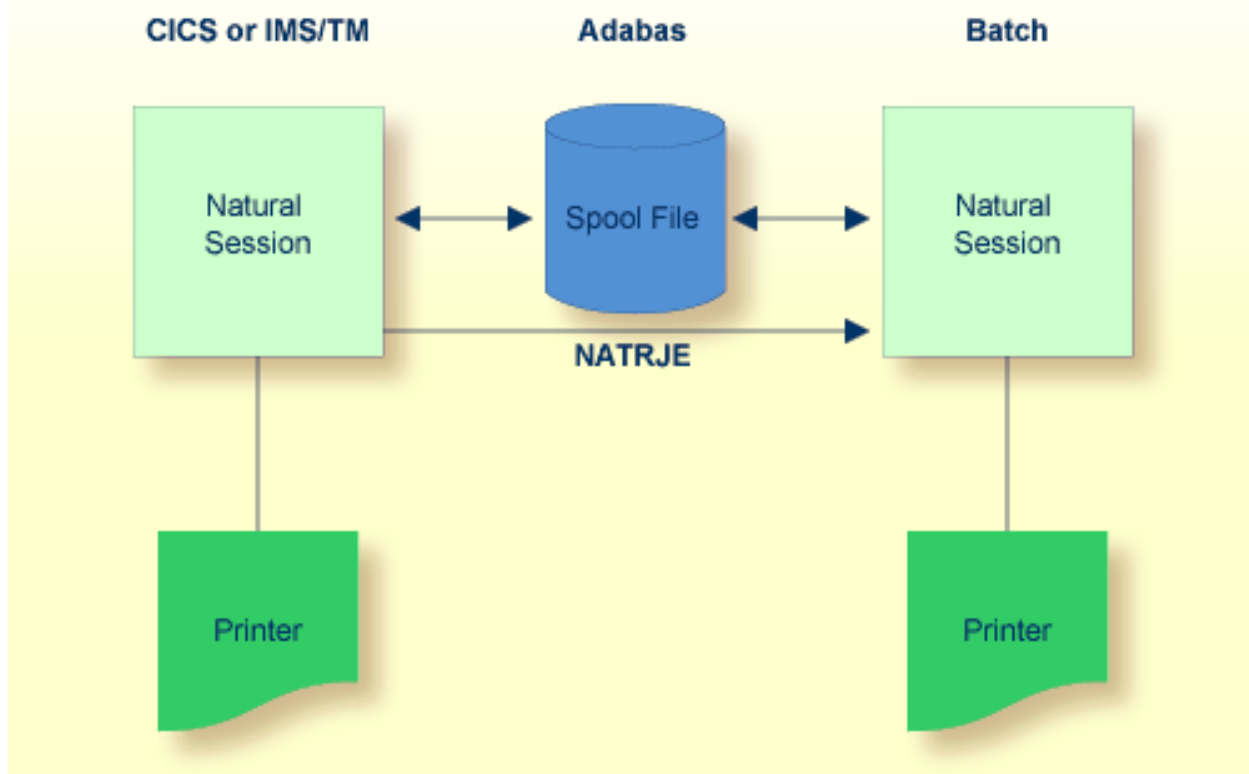 CICS or IMS/TM
Adabas
Batch
Natural
Session
Spool File
Natural
Session
NATRJE
Printer
Printer